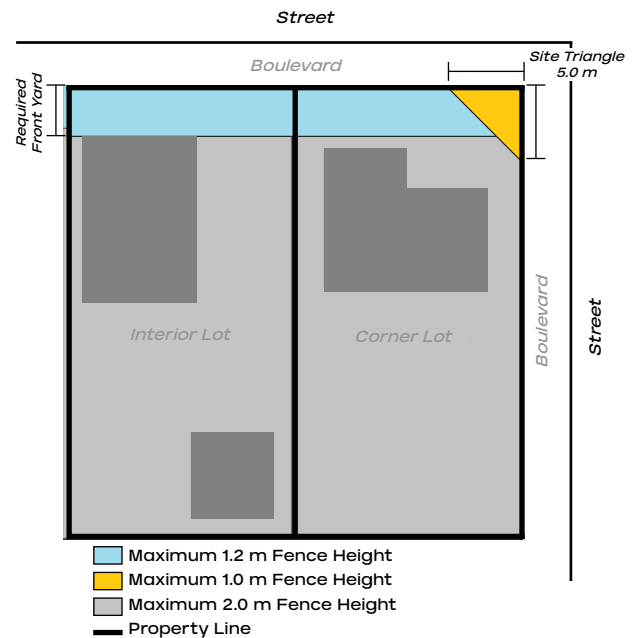 Street
Boulevard
Site Triangle
5.0 m
Required
Front Yard
Interior Lot
Corner Lot
Boulevard
Street
Maximum 1.2 m Fence Height
Maximum 1.0 m Fence Height
Maximum 2.0 m Fence Height
Property Line